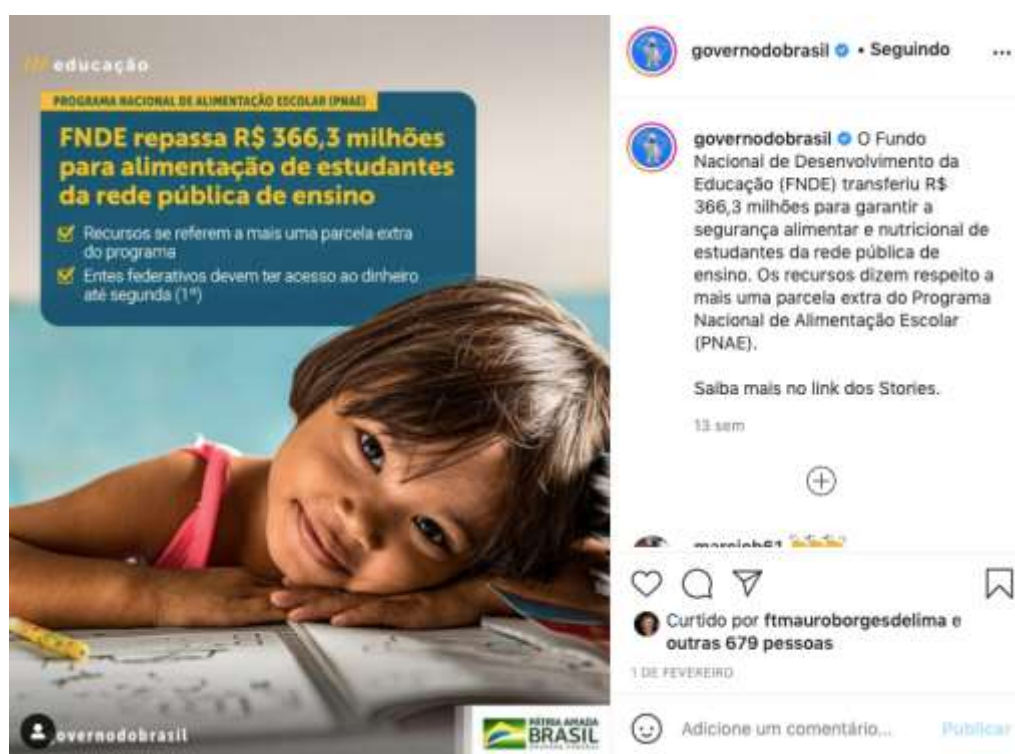 /// educação
PROGRAMA NACIONAL DE ALIMENTAÇÃO ESCOLAR (PNAE)
FNDE repassa R$ 366,3 milhões
para alimentação de estudantes
da rede pública de ensino
Recursos se referem a mais uma parcela extra
do programa
Entes federativos devem ter acesso ao dinheiro
até segunda (1º)
overnodobrasil
PÁTRIA AMADA
BRASIL
governodobrasil • Seguindo
governodobrasil O Fundo
Nacional de Desenvolvimento da
Educação (FNDE) transferiu R$
366,3 milhões para garantir a
segurança alimentar e nutricional de
estudantes da rede pública de
ensino. Os recursos dizem respeito a
mais uma parcela extra do Programa
Nacional de Alimentação Escolar
(PNAE).
Saiba mais no link dos Stories.
13 sem
Curtido por ftmauroborgesdelima e
outras 679 pessoas
1 DE FEVEREIRO
Adicione um comentário... Publicar